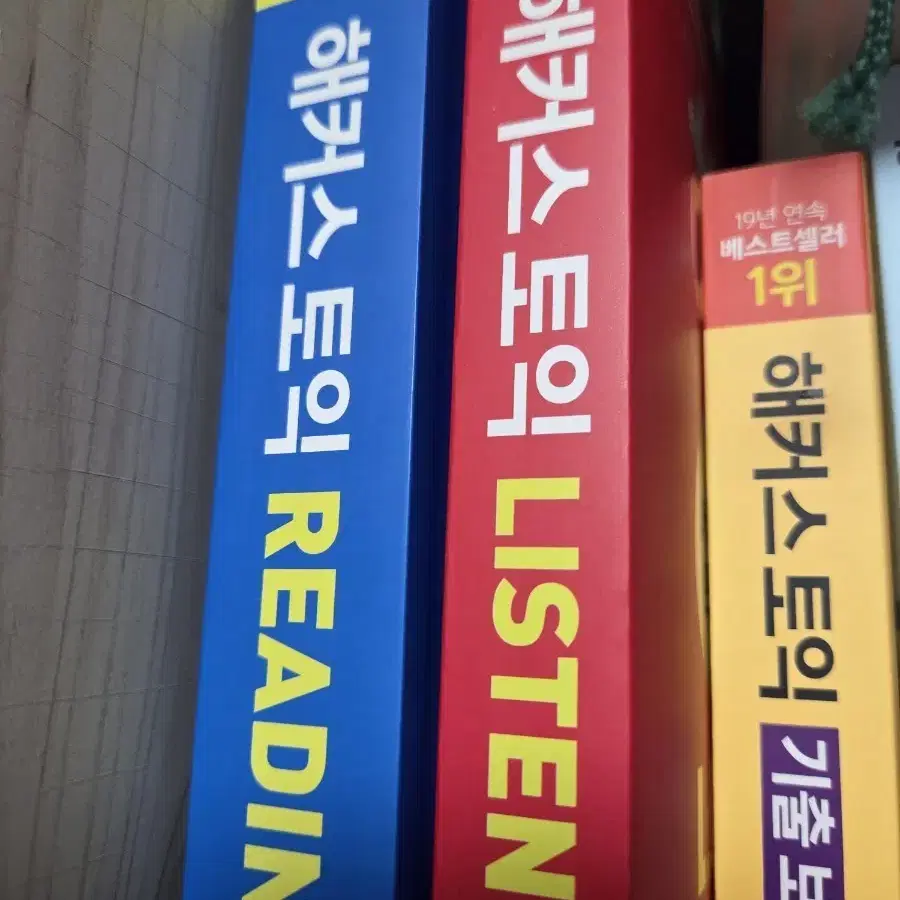 해커스 토익 READIN
해커스 토익 LISTEN
19년 연속
베스트셀러
1위
해커스 토익
기출 보